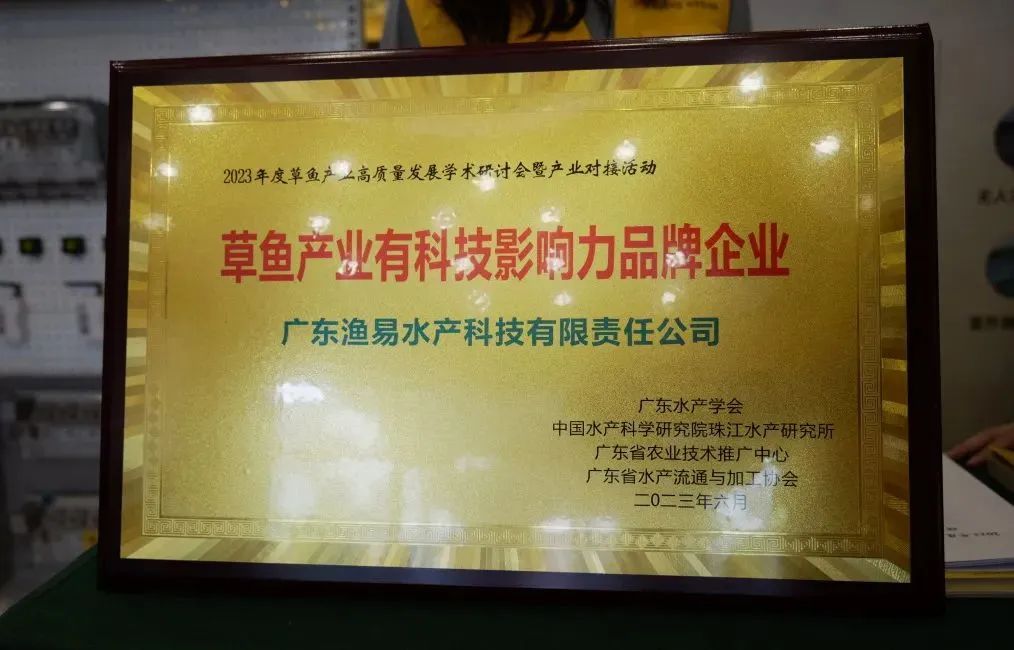 2023年度草鱼产业高质量发展学术研讨会暨产业对接活动
草鱼产业有科技影响力品牌企业
广东渔易水产科技有限责任公司
广东水产学会
中国水产科学研究院珠江水产研究所
广东省农业技术推广中心
广东省水产流通与加工协会
二〇二三年六月